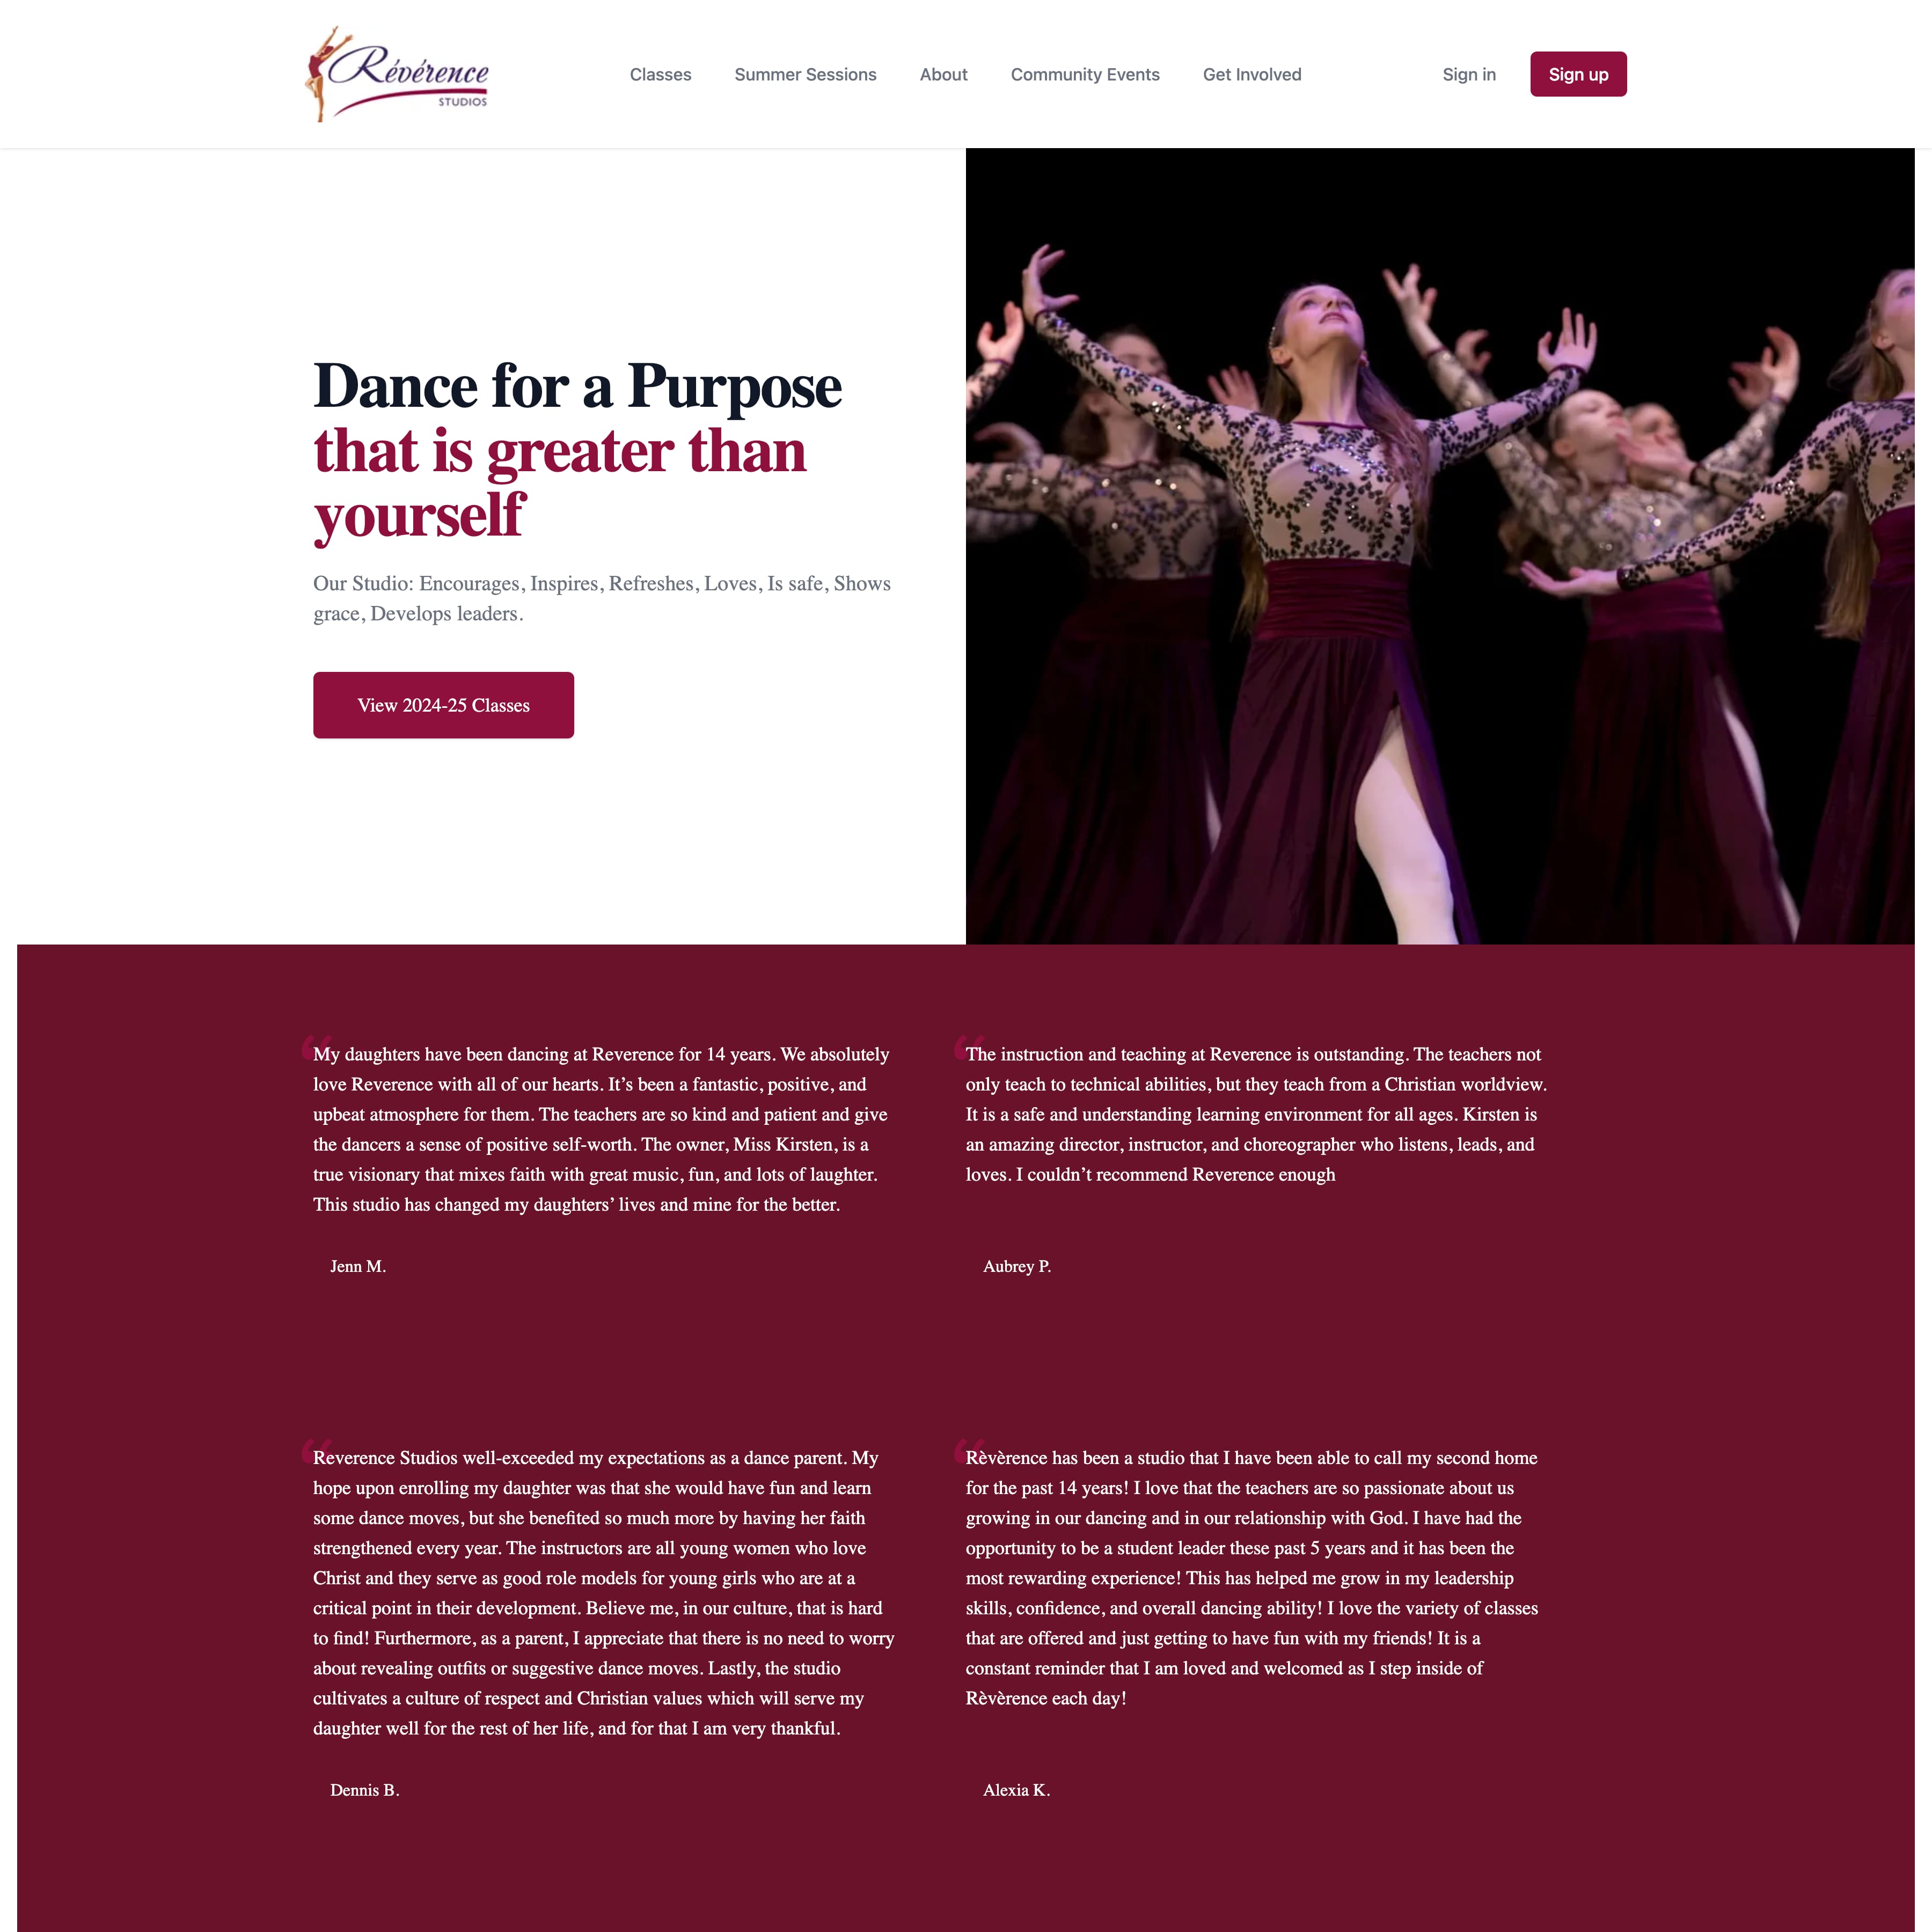 Révérence
STUDIOS
Classes
Summer Sessions
About
Community Events
Get Involved
Sign in
Sign up
Dance for a Purpose
that is greater than
yourself
Our Studio: Encourages, Inspires, Refreshes, Loves, Is safe, Shows
grace, Develops leaders.
View 2024-25 Classes
“
My daughters have been dancing at Reverence for 14 years. We absolutely
love Reverence with all of our hearts. It’s been a fantastic, positive, and
upbeat atmosphere for them. The teachers are so kind and patient and give
the dancers a sense of positive self-worth. The owner, Miss Kirsten, is a
true visionary that mixes faith with great music, fun, and lots of laughter.
This studio has changed my daughters’ lives and mine for the better.
Jenn M.
“
The instruction and teaching at Reverence is outstanding. The teachers not
only teach to technical abilities, but they teach from a Christian worldview.
It is a safe and understanding learning environment for all ages. Kirsten is
an amazing director, instructor, and choreographer who listens, leads, and
loves. I couldn’t recommend Reverence enough
Aubrey P.
“
Reverence Studios well-exceeded my expectations as a dance parent. My
hope upon enrolling my daughter was that she would have fun and learn
some dance moves, but she benefited so much more by having her faith
strengthened every year. The instructors are all young women who love
Christ and they serve as good role models for young girls who are at a
critical point in their development. Believe me, in our culture, that is hard
to find! Furthermore, as a parent, I appreciate that there is no need to worry
about revealing outfits or suggestive dance moves. Lastly, the studio
cultivates a culture of respect and Christian values which will serve my
daughter well for the rest of her life, and for that I am very thankful.
Dennis B.
“
Rèvèrence has been a studio that I have been able to call my second home
for the past 14 years! I love that the teachers are so passionate about us
growing in our dancing and in our relationship with God. I have had the
opportunity to be a student leader these past 5 years and it has been the
most rewarding experience! This has helped me grow in my leadership
skills, confidence, and overall dancing ability! I love the variety of classes
that are offered and just getting to have fun with my friends! It is a
constant reminder that I am loved and welcomed as I step inside of
Rèvèrence each day!
Alexia K.